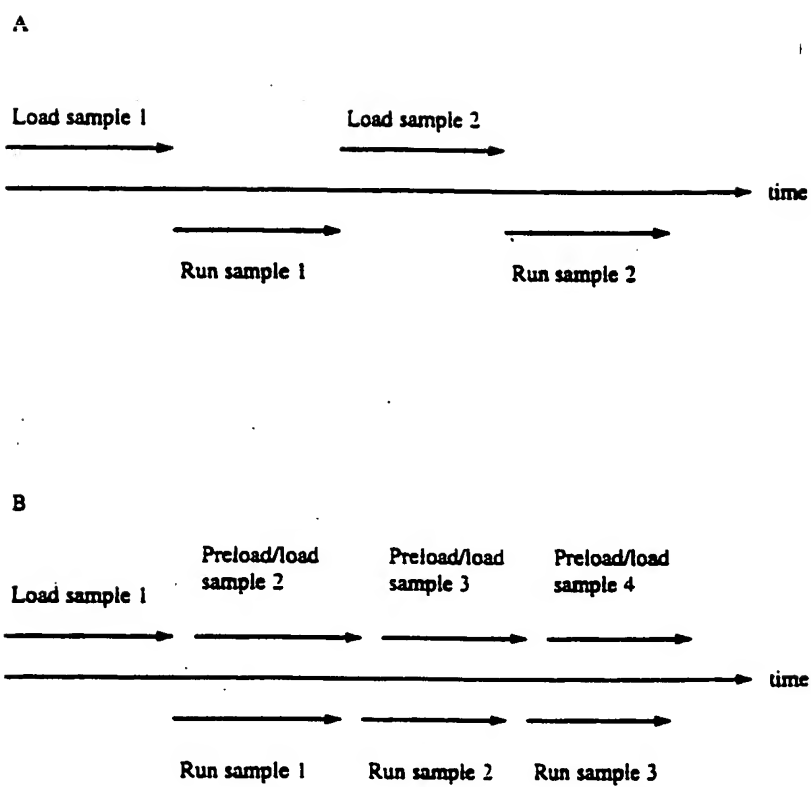 A
Load sample 1
Load sample 2
time
Run sample 1
Run sample 2
B
Preload/load
sample 2
Preload/load
sample 3
Preload/load
sample 4
Load sample 1
time
Run sample 1
Run sample 2
Run sample 3